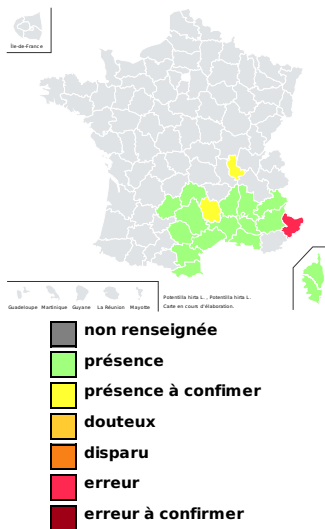 Île-de-France
Guadeloupe Martinique Guyane La Réunion Mayotte
Potentilla hirta L. , Potentilla hirta L.
Carte en cours d'élaboration.
non renseignée
présence
présence à confimer
douteux
disparu
erreur
erreur à confirmer